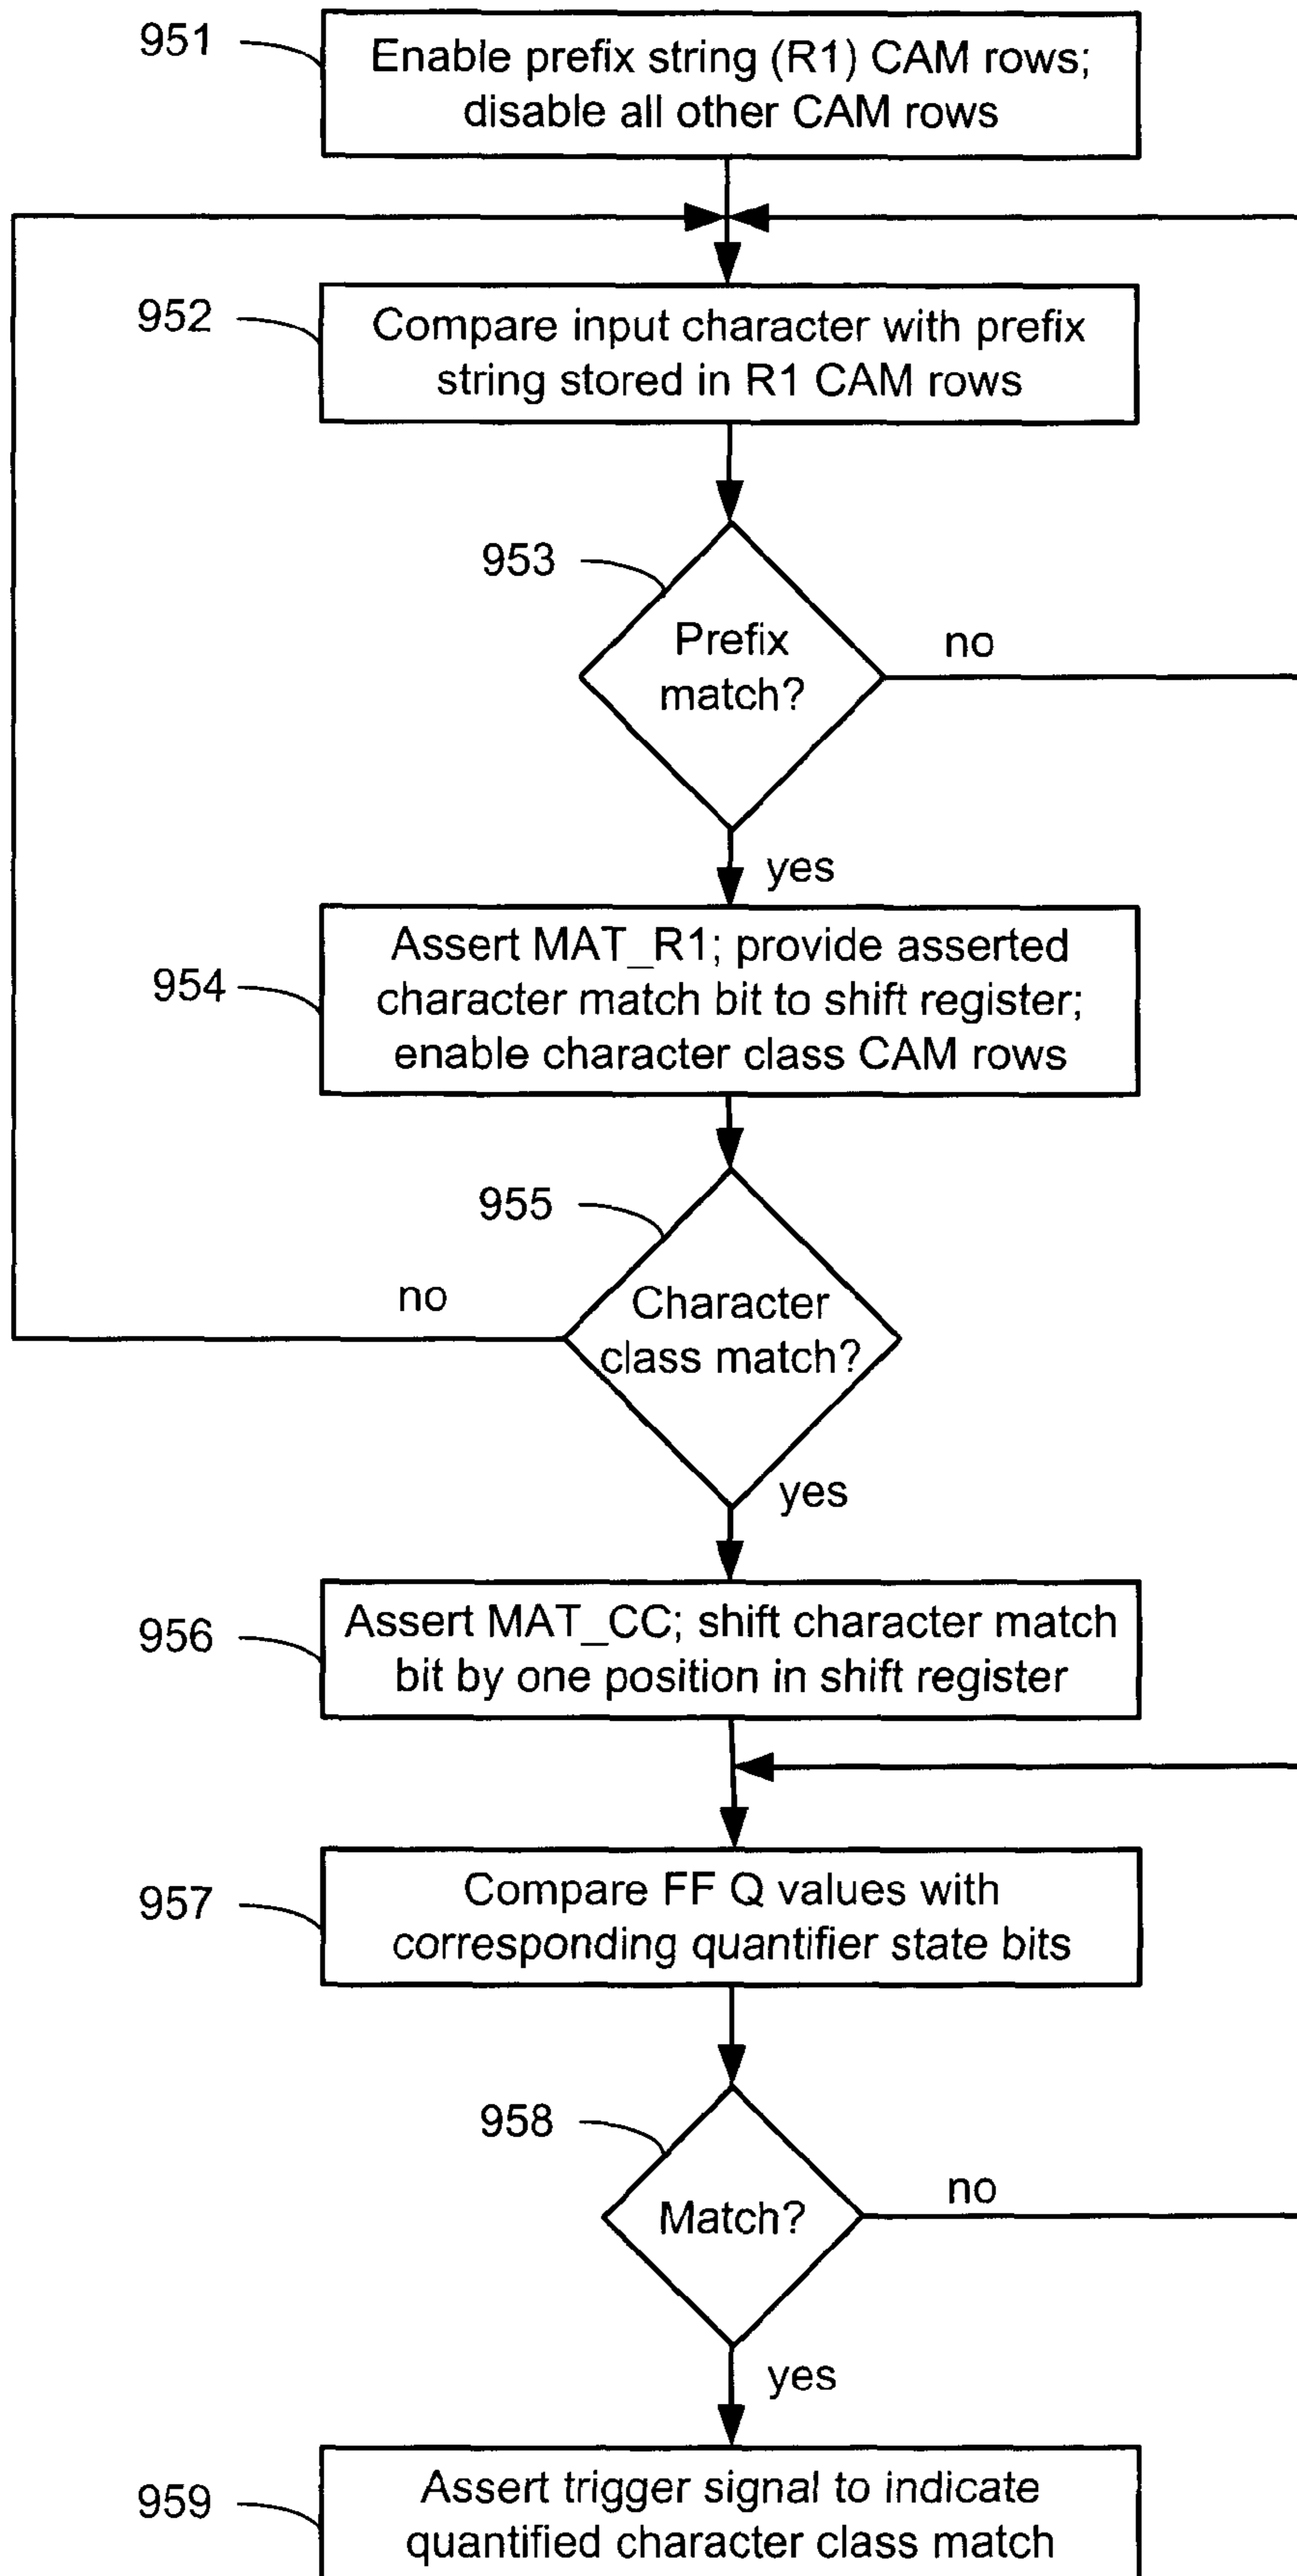 951
Enable prefix string (R1) CAM rows;
disable all other CAM rows
952
Compare input character with prefix
string stored in R1 CAM rows
953
Prefix
match?
no
yes
954
Assert MAT_R1; provide asserted
character match bit to shift register;
enable character class CAM rows
955
no
Character
class match?
yes
956
Assert MAT_CC; shift character match
bit by one position in shift register
957
Compare FF Q values with
corresponding quantifier state bits
958
Match?
no
yes
959
Assert trigger signal to indicate
quantified character class match